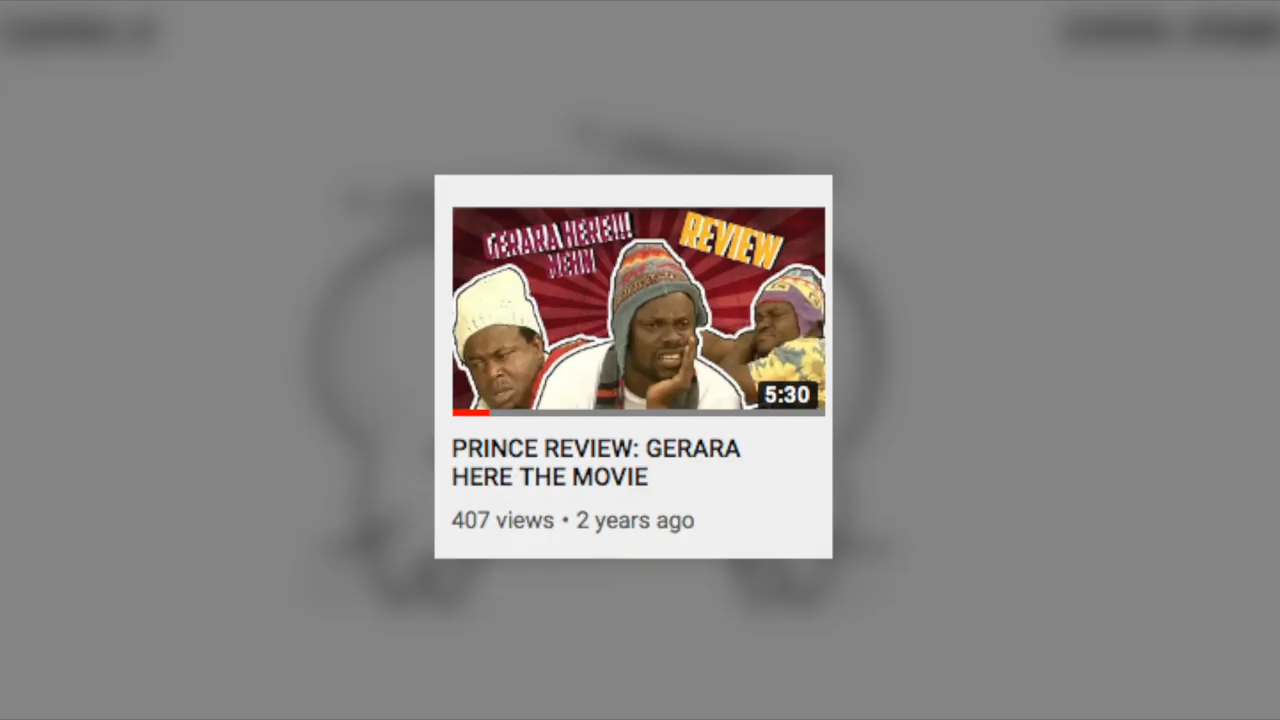 GERARA HERE!!!
MEHN
REVIEW
5:30
PRINCE REVIEW: GERARA
HERE THE MOVIE
407 views • 2 years ago